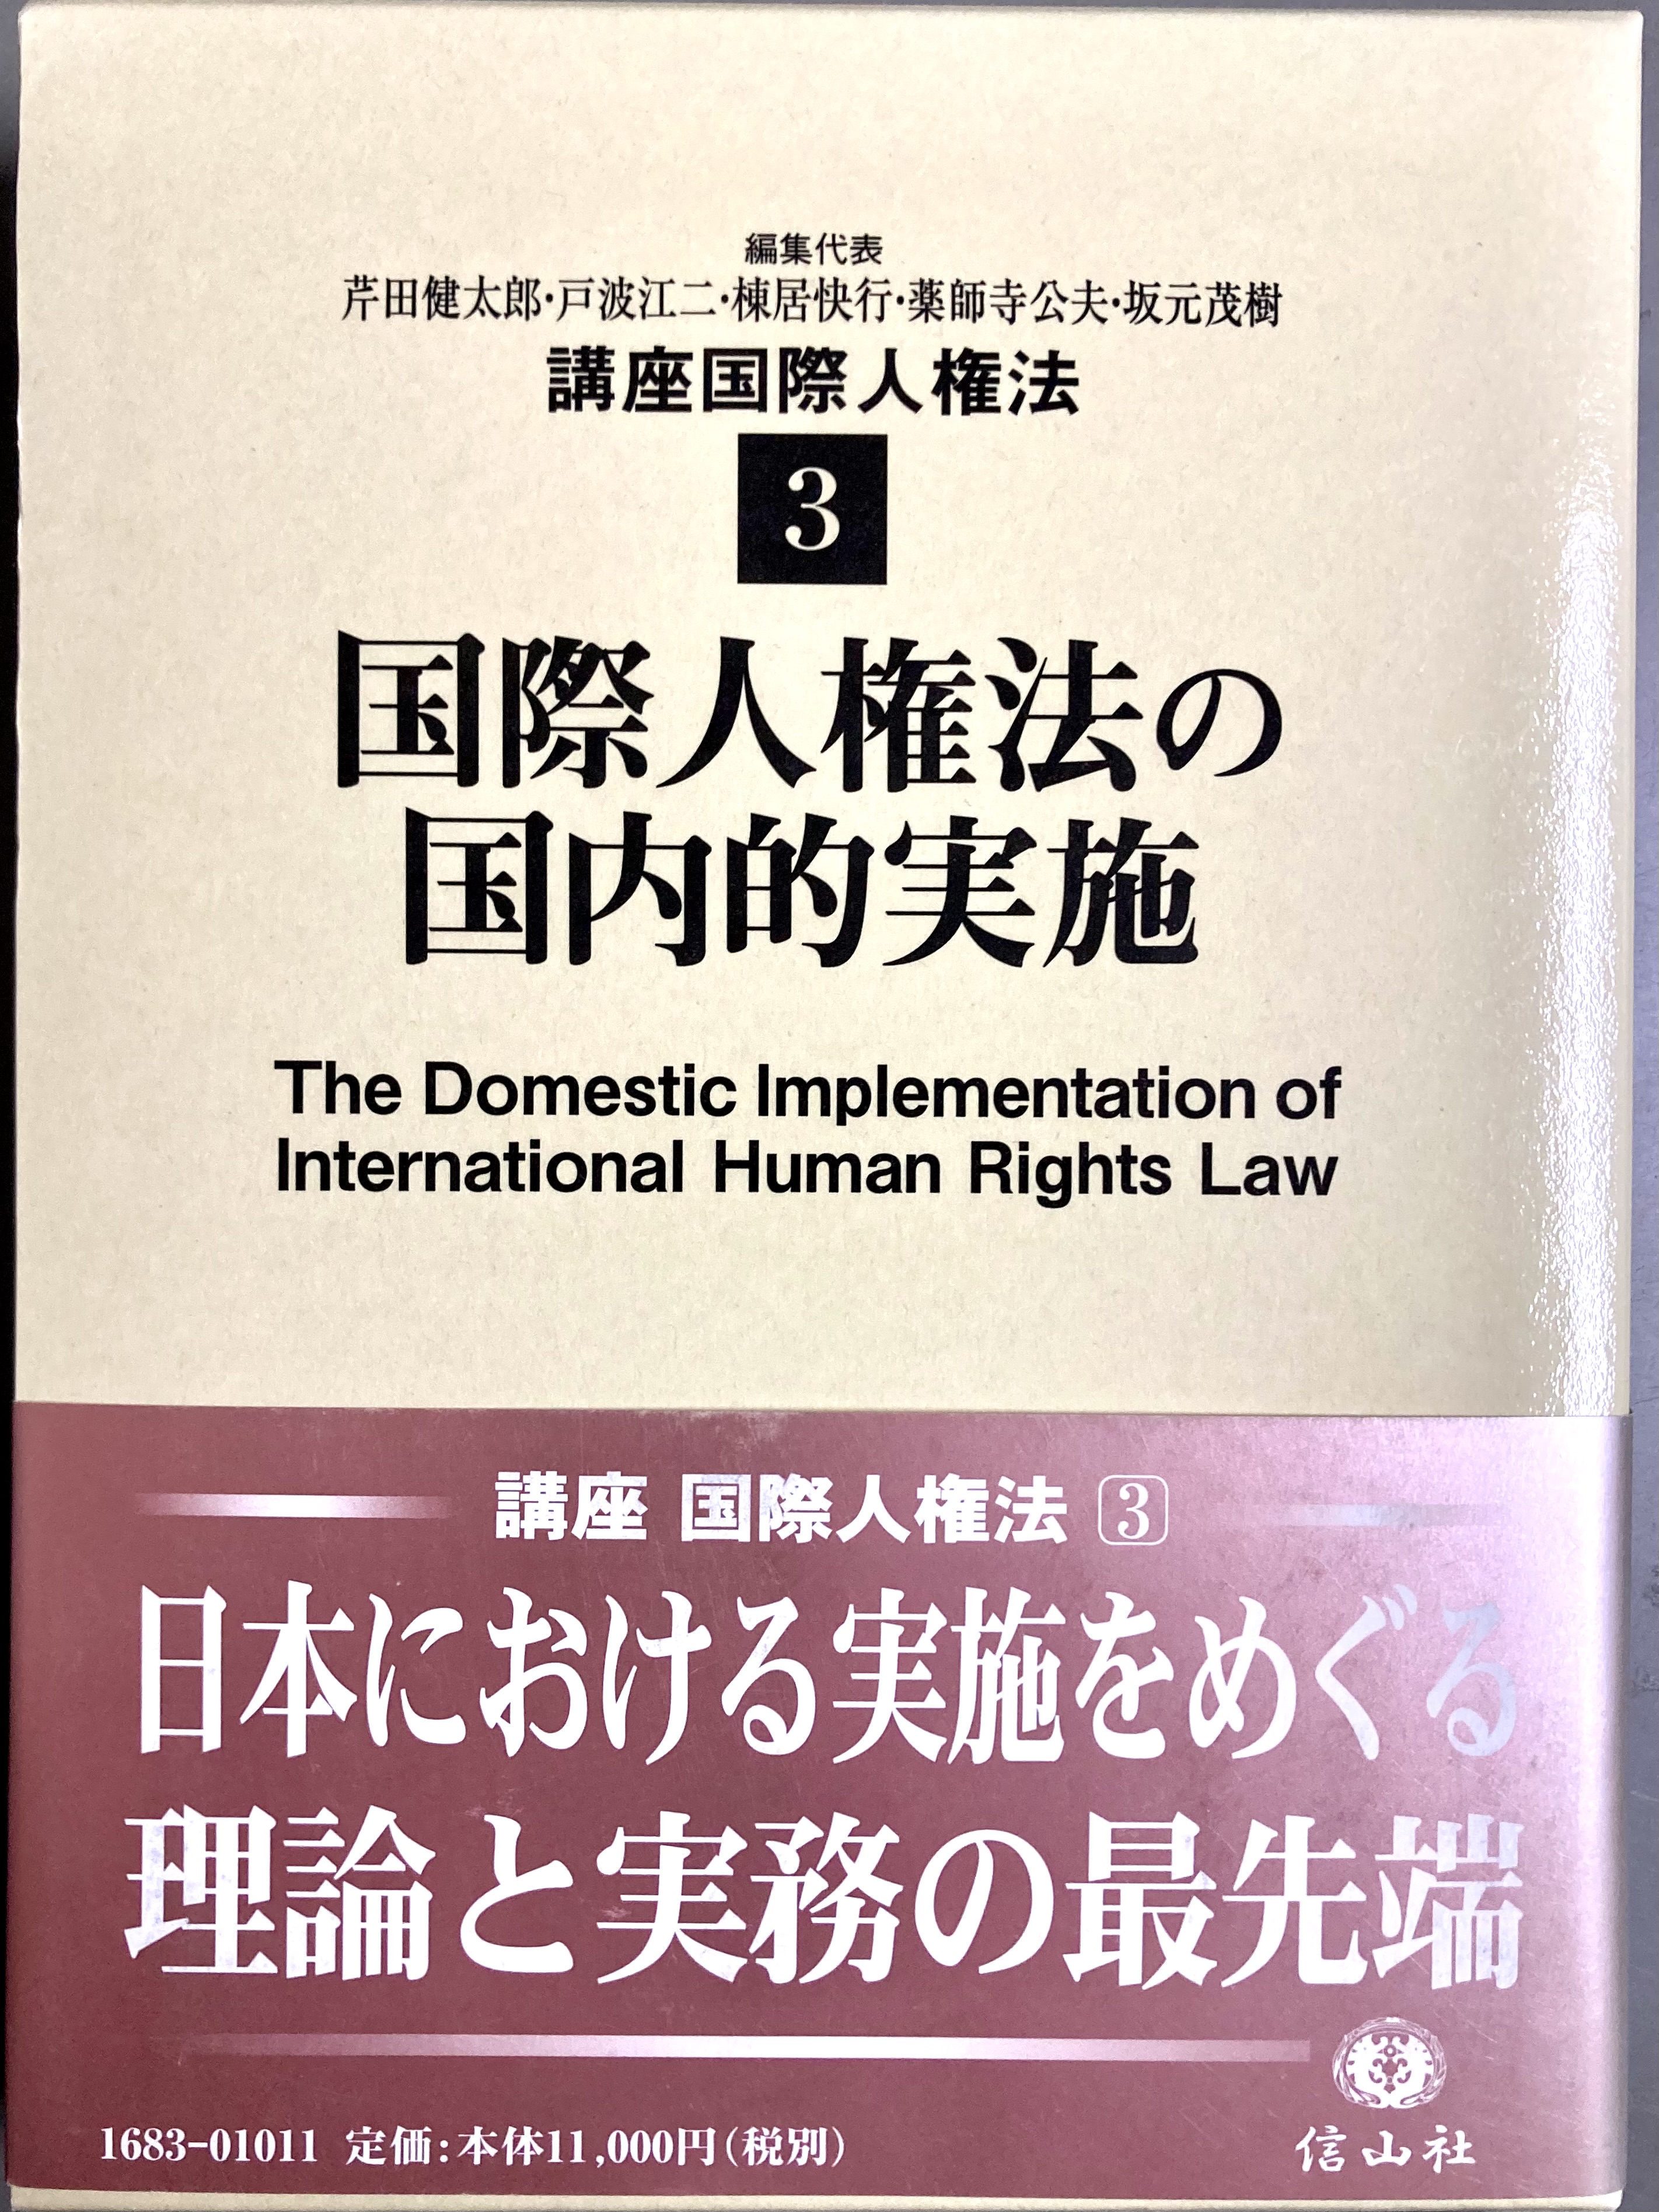 編集代表
芹田健太郎・戸波江二・棟居快行・薬師寺公夫・坂元茂樹
講座国際人権法
3
国際人権法の
国内的実施
The Domestic Implementation of
International Human Rights Law
講座 国際人権法 3
日本における実施をめぐる
理論と実務の最先端
信山社
1683-01011 定価：本体11,000円（税別）